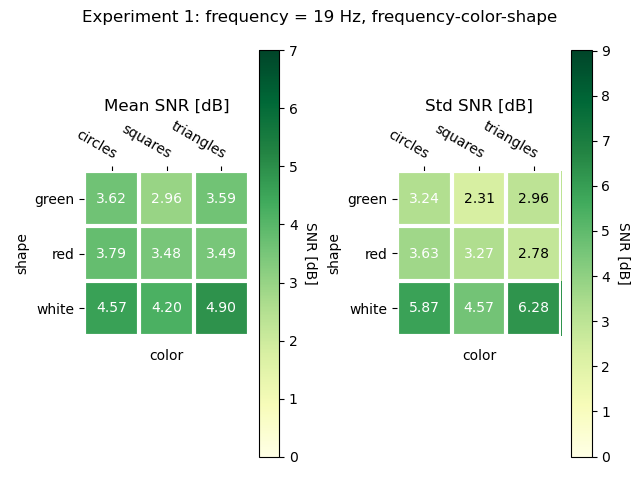 Experiment 1: frequency = 19 Hz, frequency-color-shape
Mean SNR [dB]
circles squares triangles
green 3.62 2.96 3.59
red 3.79 3.48 3.49
white 4.57 4.20 4.90
shape
color
7
6
5
4
3
2
1
0
SNR [dB]
Std SNR [dB]
circles squares triangles
green 3.24 2.31 2.96
red 3.63 3.27 2.78
white 5.87 4.57 6.28
shape
color
9
8
7
6
5
4
3
2
1
0
SNR [dB]